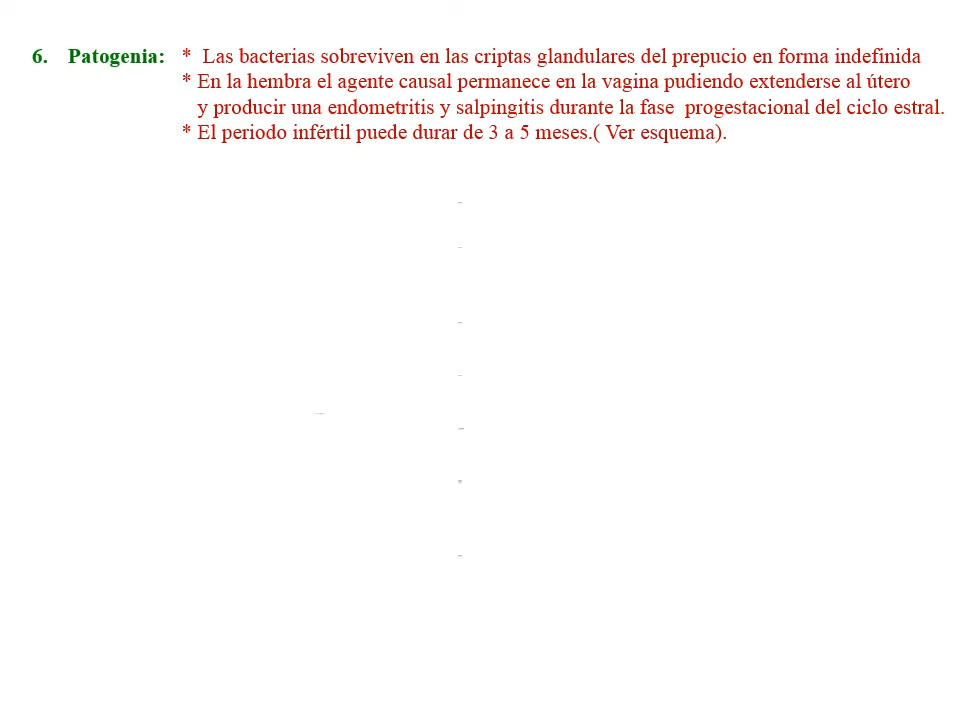 6. Patogenia: * Las bacterias sobreviven en las criptas glandulares del prepucio en forma indefinida
* En la hembra el agente causal permanece en la vagina pudiendo extenderse al útero
y producir una endometritis y salpingitis durante la fase progestacional del ciclo estral.
* El periodo infértil puede durar de 3 a 5 meses.( Ver esquema).